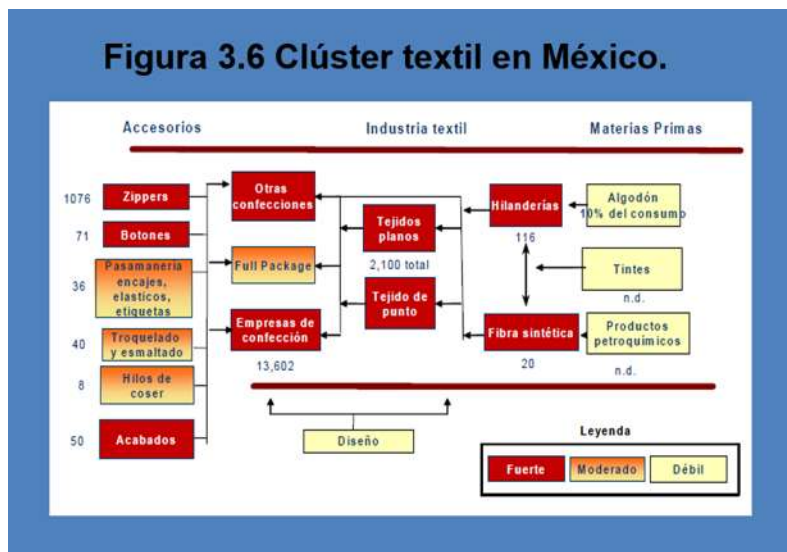 Figura 3.6 Clúster textil en México.
Accesorios
Industria textil
Materias Primas
1076
Zippers
71
Botones
36
Pasamanería
encajes,
elasticos,
etiquetas
40
Troquelado
y esmaltado
8
Hilos de
coser
50
Acabados
Otras
confecciones
Full Package
Empresas de
confección
13,602
Tejidos
planos
2,100 total
Tejido de
punto
Hilanderías
116
Fibra sintética
20
Algodón
10% del consumo
Tintes
n.d.
Productos
petroquímicos
n.d.
Diseño
Leyenda
Fuerte
Moderado
Débil